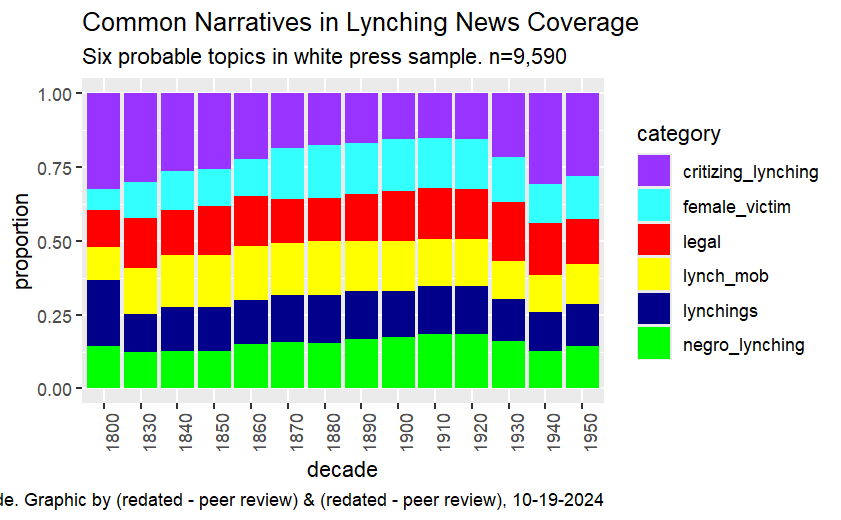 Common Narratives in Lynching News Coverage
Six probable topics in white press sample. n=9,590
1.00
0.75
0.50
0.25
0.00
proportion
1800
1830
1840
1850
1860
1870
1880
1890
1900
1910
1920
1930
1940
1950
decade
category
critizing_lynching
female_victim
legal
lynch_mob
lynchings
negro_lynching
de. Graphic by (redated - peer review) & (redated - peer review), 10-19-2024